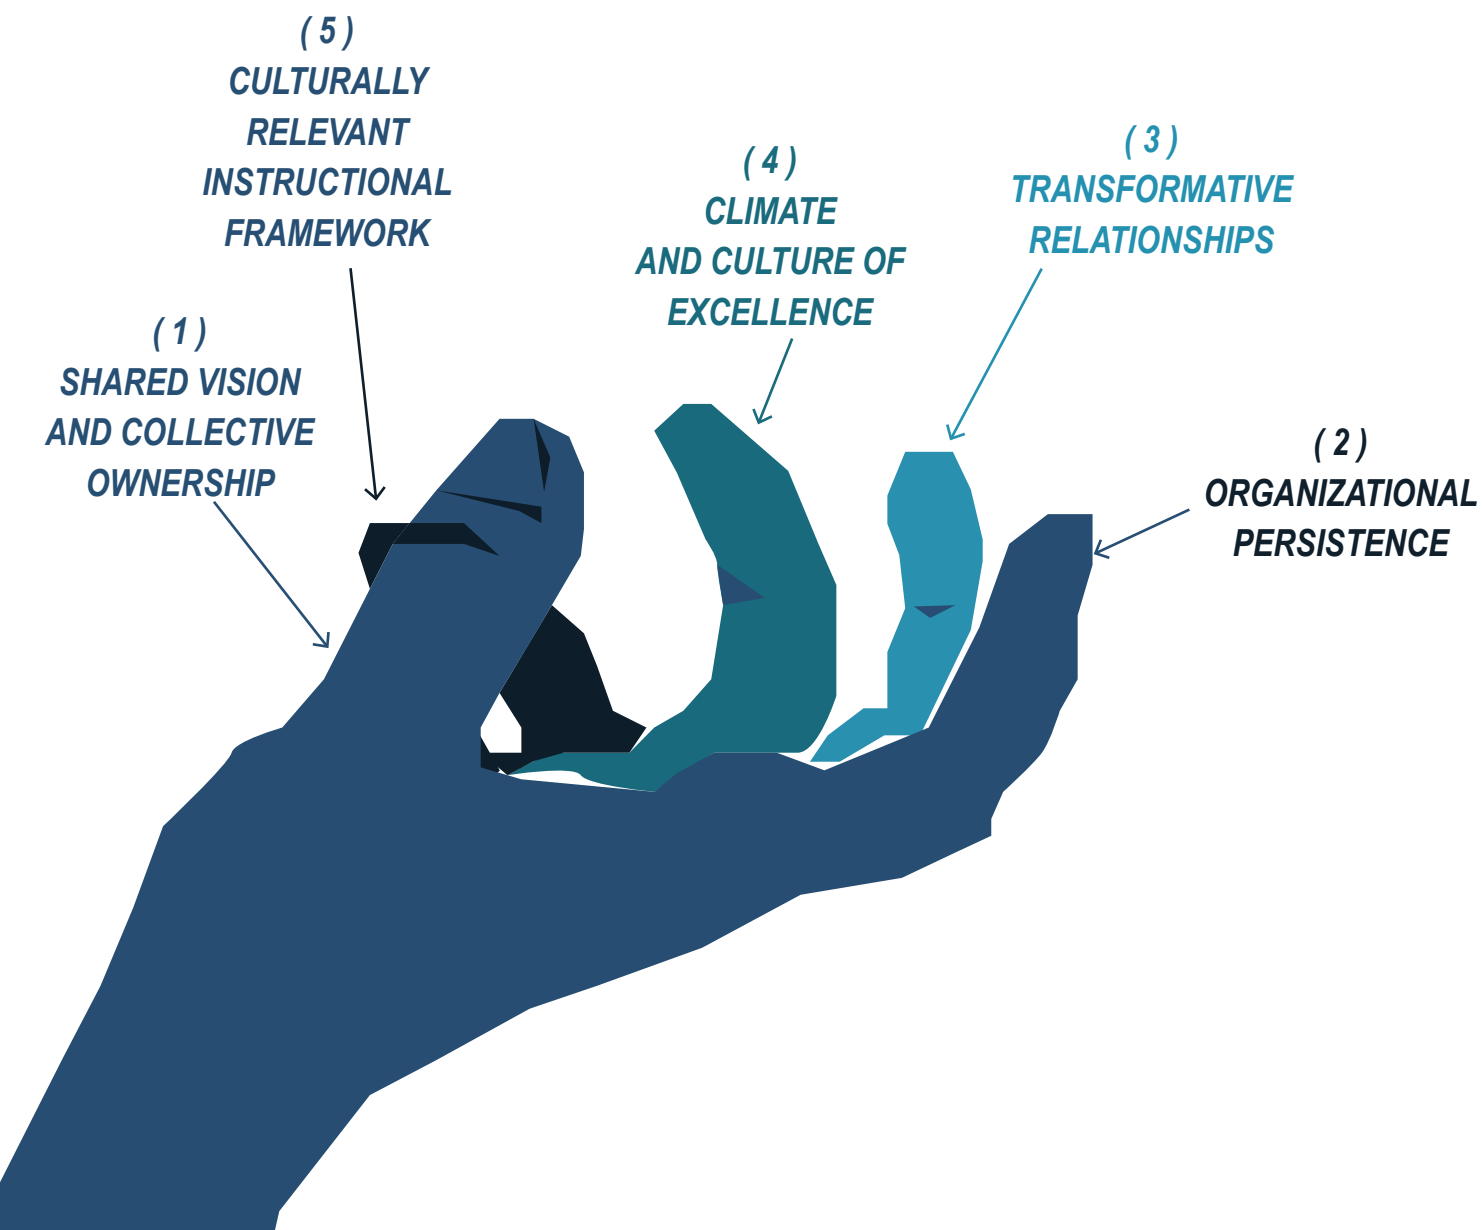 ( 5 )
CULTURALLY
RELEVANT
INSTRUCTIONAL
FRAMEWORK
( 4 )
CLIMATE
AND CULTURE OF
EXCELLENCE
( 3 )
TRANSFORMATIVE
RELATIONSHIPS
( 1 )
SHARED VISION
AND COLLECTIVE
OWNERSHIP
( 2 )
ORGANIZATIONAL
PERSISTENCE